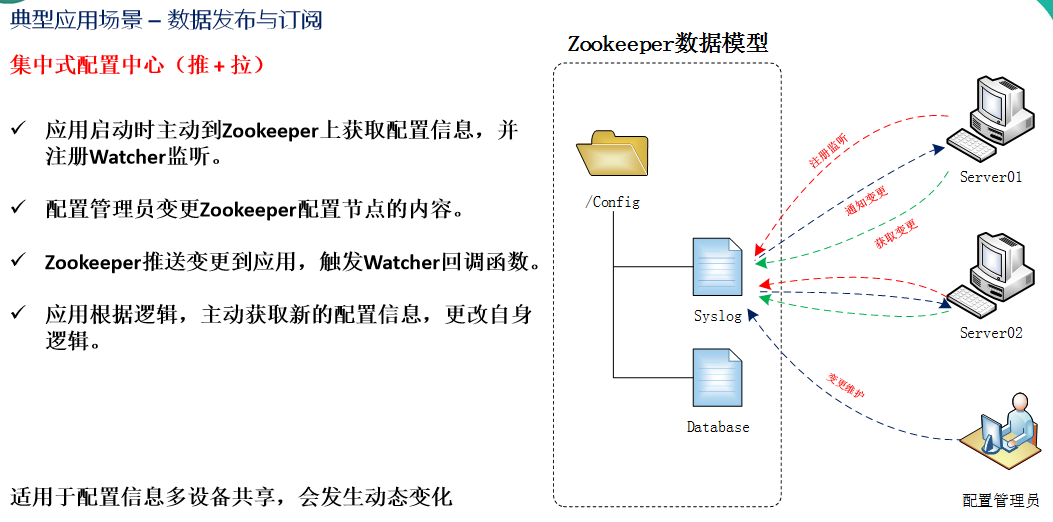 典型应用场景 – 数据发布与订阅
集中式配置中心（推 + 拉）
✓ 应用启动时主动到Zookeeper上获取配置信息，并
注册Watcher监听。
✓ 配置管理员变更Zookeeper配置节点的内容。
✓ Zookeeper推送变更到应用，触发Watcher回调函数。
✓ 应用根据逻辑，主动获取新的配置信息，更改自身
逻辑。
适用于配置信息多设备共享，会发生动态变化
Zookeeper数据模型
/Config
Syslog
Database
注册监听
通知变更
获取变更
变更维护
Server01
Server02
配置管理员